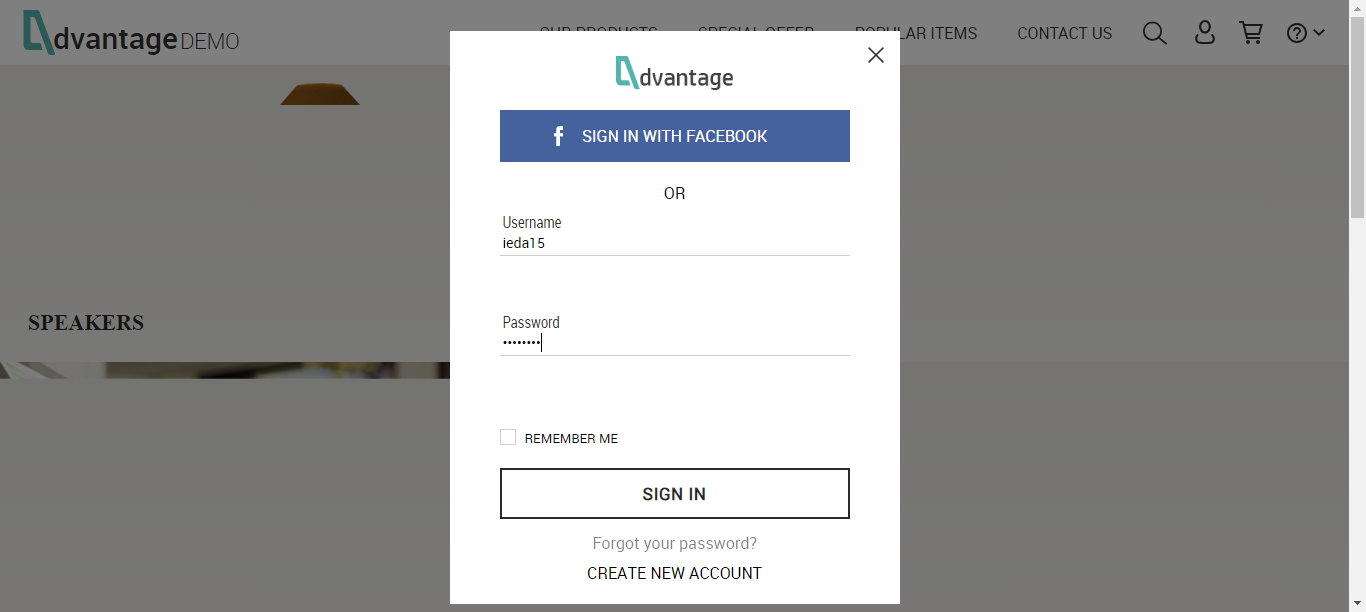 dvantage DEMO
OUR PRODUCTS SPECIAL OFFER POPULAR ITEMS CONTACT US
dvantage
SIGN IN WITH FACEBOOK
OR
Username
ieda15
Password
••••••••
REMEMBER ME
SIGN IN
Forgot your password?
CREATE NEW ACCOUNT
SPEAKERS